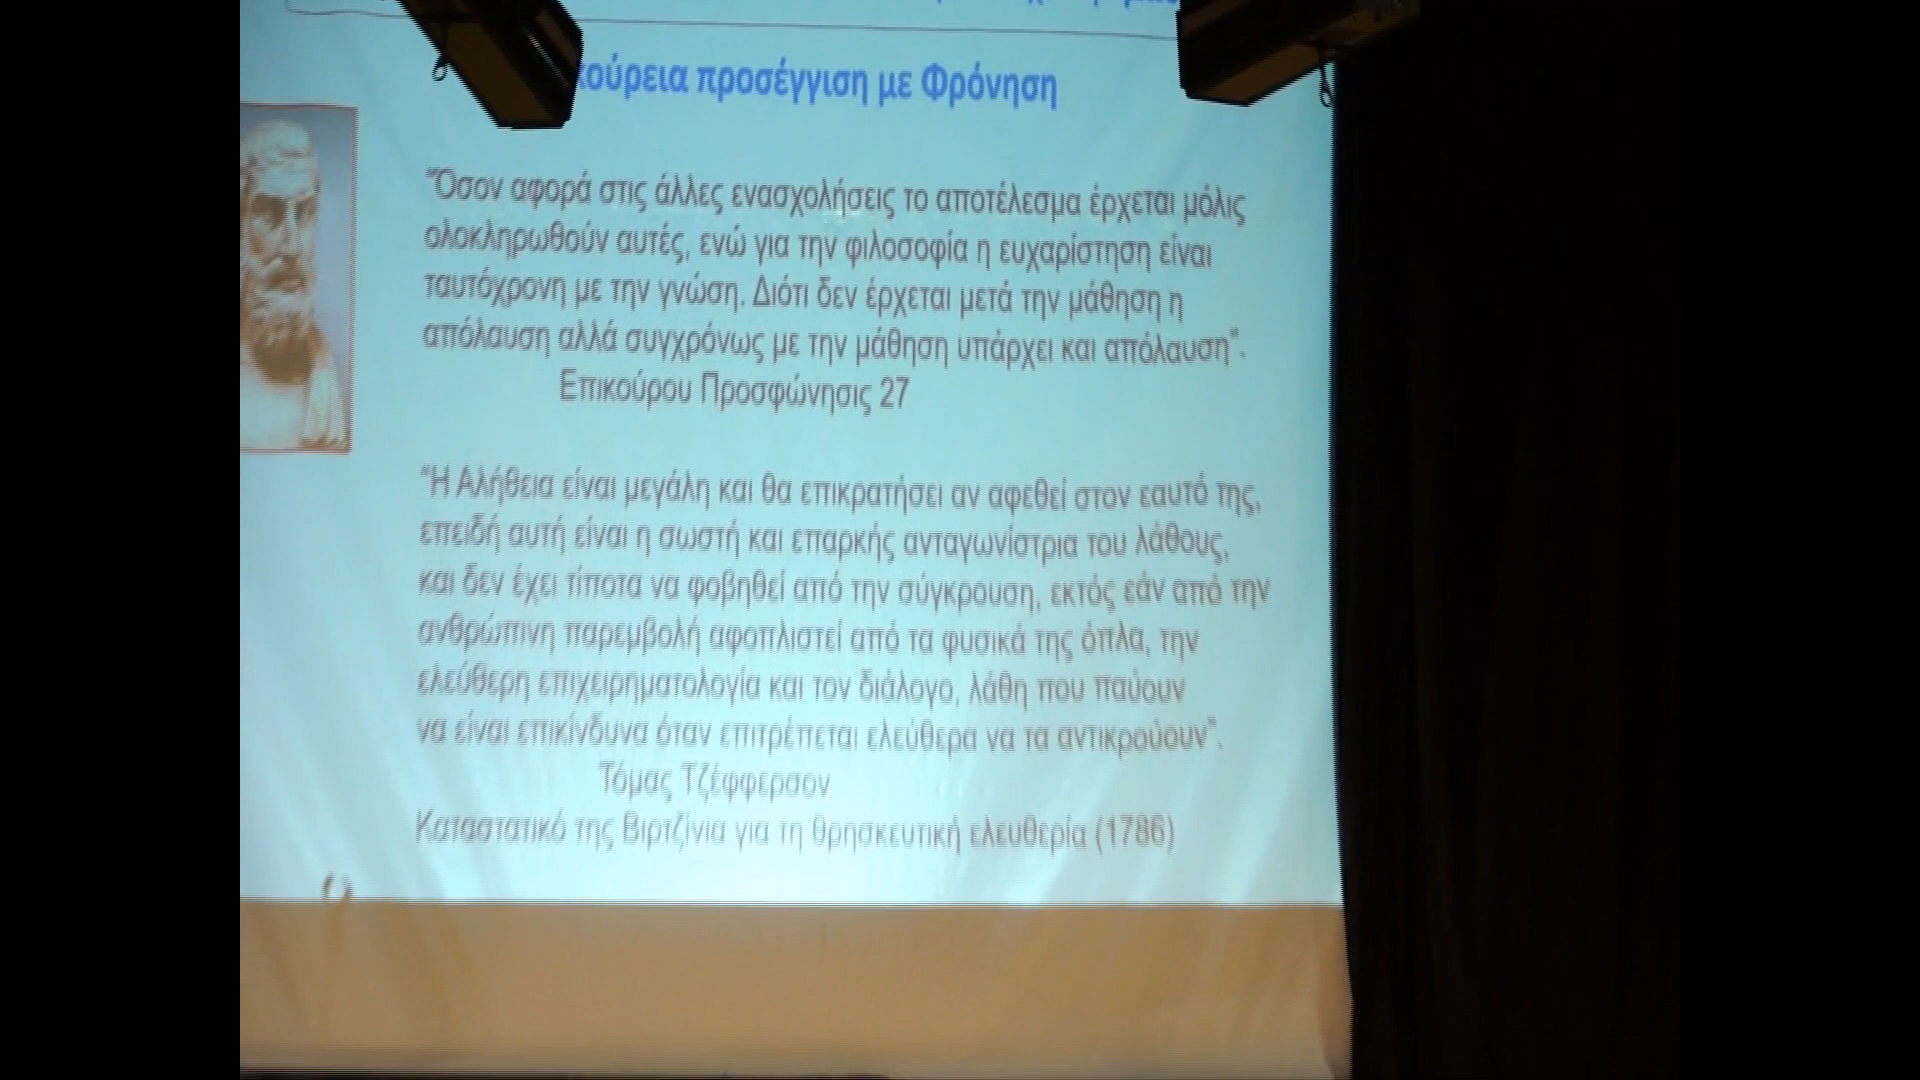 προσέγγιση με Φρόνηση
"Όσον αφορά στις άλλες ενασχολήσεις το αποτέλεσμα έρχεται μόλις
ολοκληρωθούν αυτές, ενώ για την φιλοσοφία η ευχαρίστηση είναι
ταυτόχρονη με την γνώση. Διότι δεν έρχεται μετά την μάθηση η
απόλαυση αλλά συγχρόνως με την μάθηση υπάρχει και απόλαυση".
Επικούρου Προσφώνησις 27
"Η Αλήθεια είναι μεγάλη και θα επικρατήσει αν αφεθεί στον εαυτό της,
επειδή αυτή είναι η σωστή και επαρκής ανταγωνίστρια του λάθους,
και δεν έχει τίποτα να φοβηθεί από την σύγκρουση, εκτός εάν από την
ανθρώπινη παρεμβολή αφοπλιστεί από τα φυσικά της όπλα, την
ελεύθερη επιχειρηματολογία και τον διάλογο, λάθη που παύουν
να είναι επικίνδυνα όταν επιτρέπεται ελεύθερα να τα αντικρούουν".
Τόμας Τζέφφερσον
Καταστατικό της Βιρτζίνια για τη θρησκευτική ελευθερία (1786)